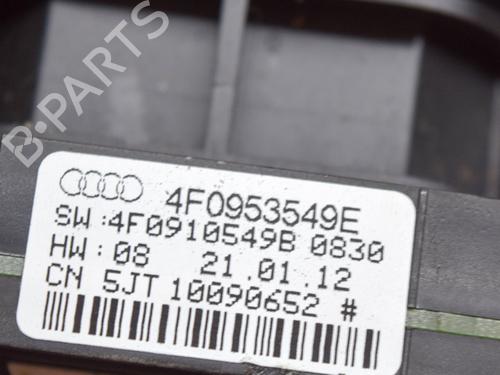 B-PARTS
4F0953549E
SW:4F0910549B 0830
HW:08 21.01.12
CN 5JT 10090652 #